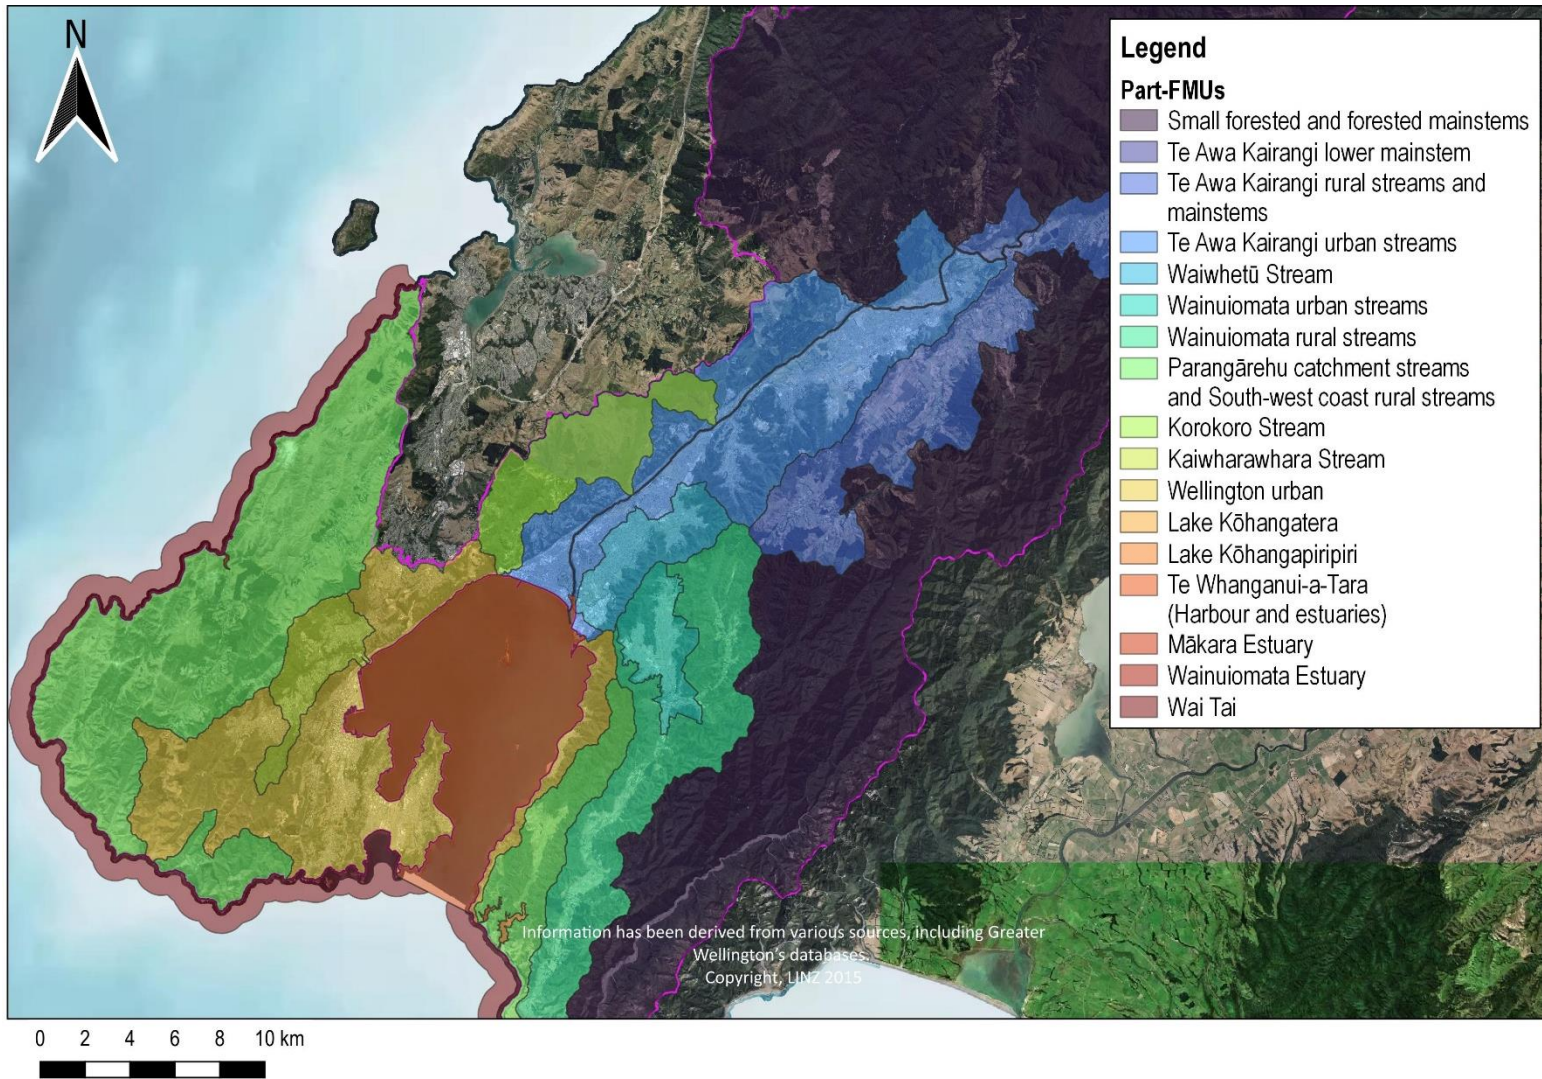 N
Legend
Part-FMUs
Small forested and forested mainstems
Te Awa Kairangi lower mainstem
Te Awa Kairangi rural streams and
mainstems
Te Awa Kairangi urban streams
Waiwhetū Stream
Wainuiomata urban streams
Wainuiomata rural streams
Parangārehu catchment streams
and South-west coast rural streams
Korokoro Stream
Kaiwharawhara Stream
Wellington urban
Lake Kōhangatera
Lake Kōhangapiripiri
Te Whanganui-a-Tara
(Harbour and estuaries)
Mākara Estuary
Wainuiomata Estuary
Wai Tai
Information has been derived from various sources, including Greater
Wellington's databases.
Copyright, LINZ 2015
0 2 4 6 8 10 km